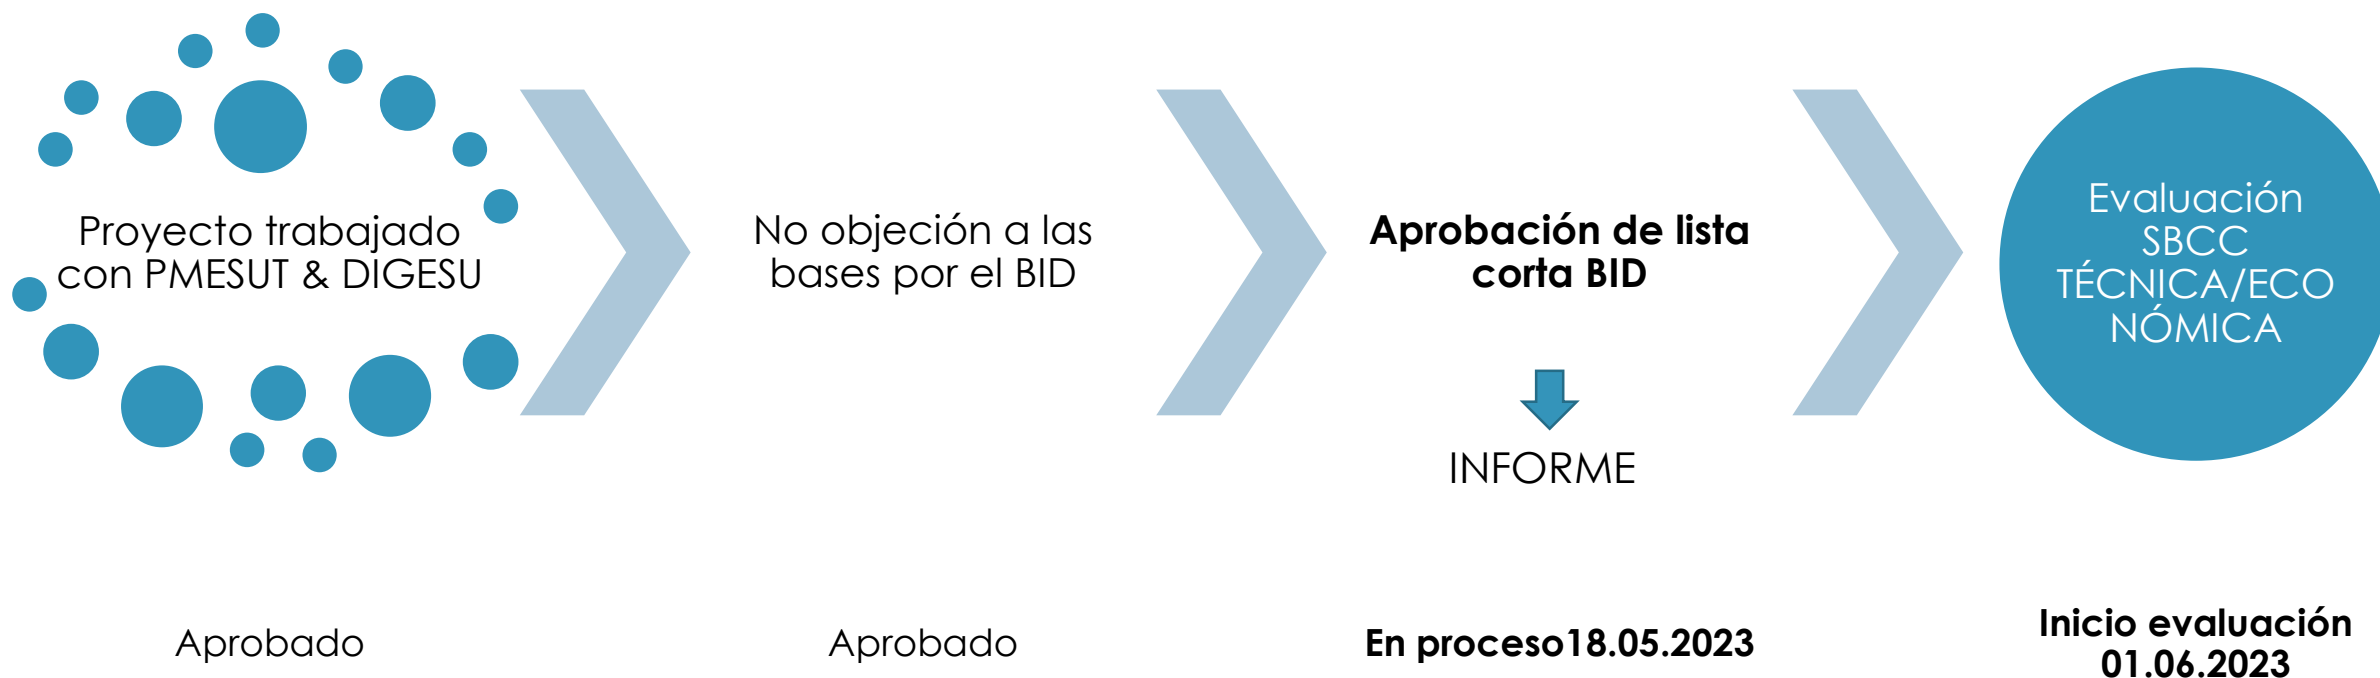 Proyecto trabajado
con PMESUT & DIGESU
No objeción a las
bases por el BID
Aprobación de lista
corta BID
INFORME
Evaluación
SBCC
TÉCNICA/ECO
NÓMICA
Aprobado
Aprobado
En proceso18.05.2023
Inicio evaluación
01.06.2023